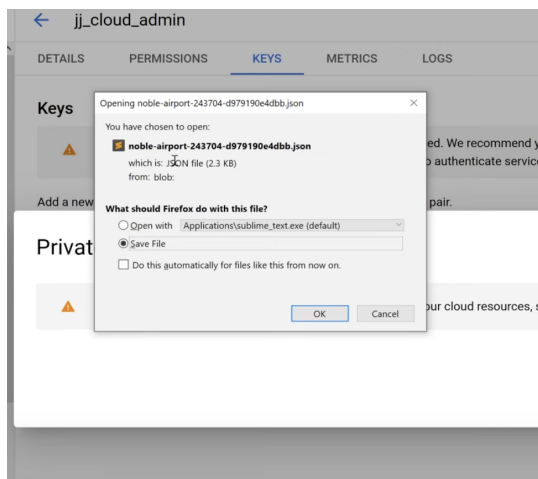 jj_cloud_admin
DETAILS PERMISSIONS KEYS METRICS LOGS
Keys
Opening noble-airport-243704-d979190e4dbb.json
You have chosen to open:
noble-airport-243704-d979190e4dbb.json
which is: JSON file (2.3 KB)
from: blob:
What should Firefox do with this file?
Open with Applications\sublime_text.exe (default)
Save File
Do this automatically for files like this from now on.
OK Cancel
ed. We recommend y
o authenticate servic
Add a new pair.
Privat
our cloud resources, s